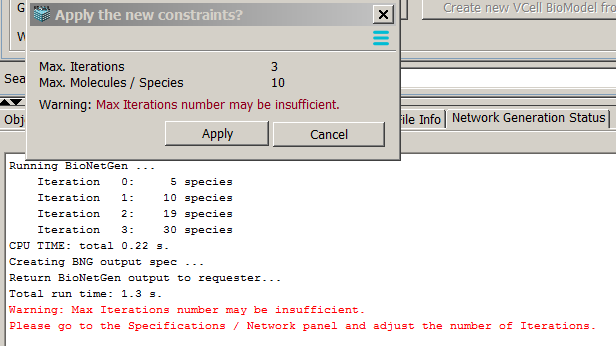 Apply the new constraints?
Create new VCell BioModel fro
G
W
Max. Iterations 3
Max. Molecules / Species 10
Sea
Warning: Max Iterations number may be insufficient.
Apply Cancel
Obj File Info Network Generation Status
Running BioNetGen ...
Iteration 0: 5 species
Iteration 1: 10 species
Iteration 2: 19 species
Iteration 3: 30 species
CPU TIME: total 0.22 s.
Creating BNG output spec ...
Return BioNetGen output to requester...
Total run time: 1.3 s.
Warning: Max Iterations number may be insufficient.
Please go to the Specifications / Network panel and adjust the number of Iterations.